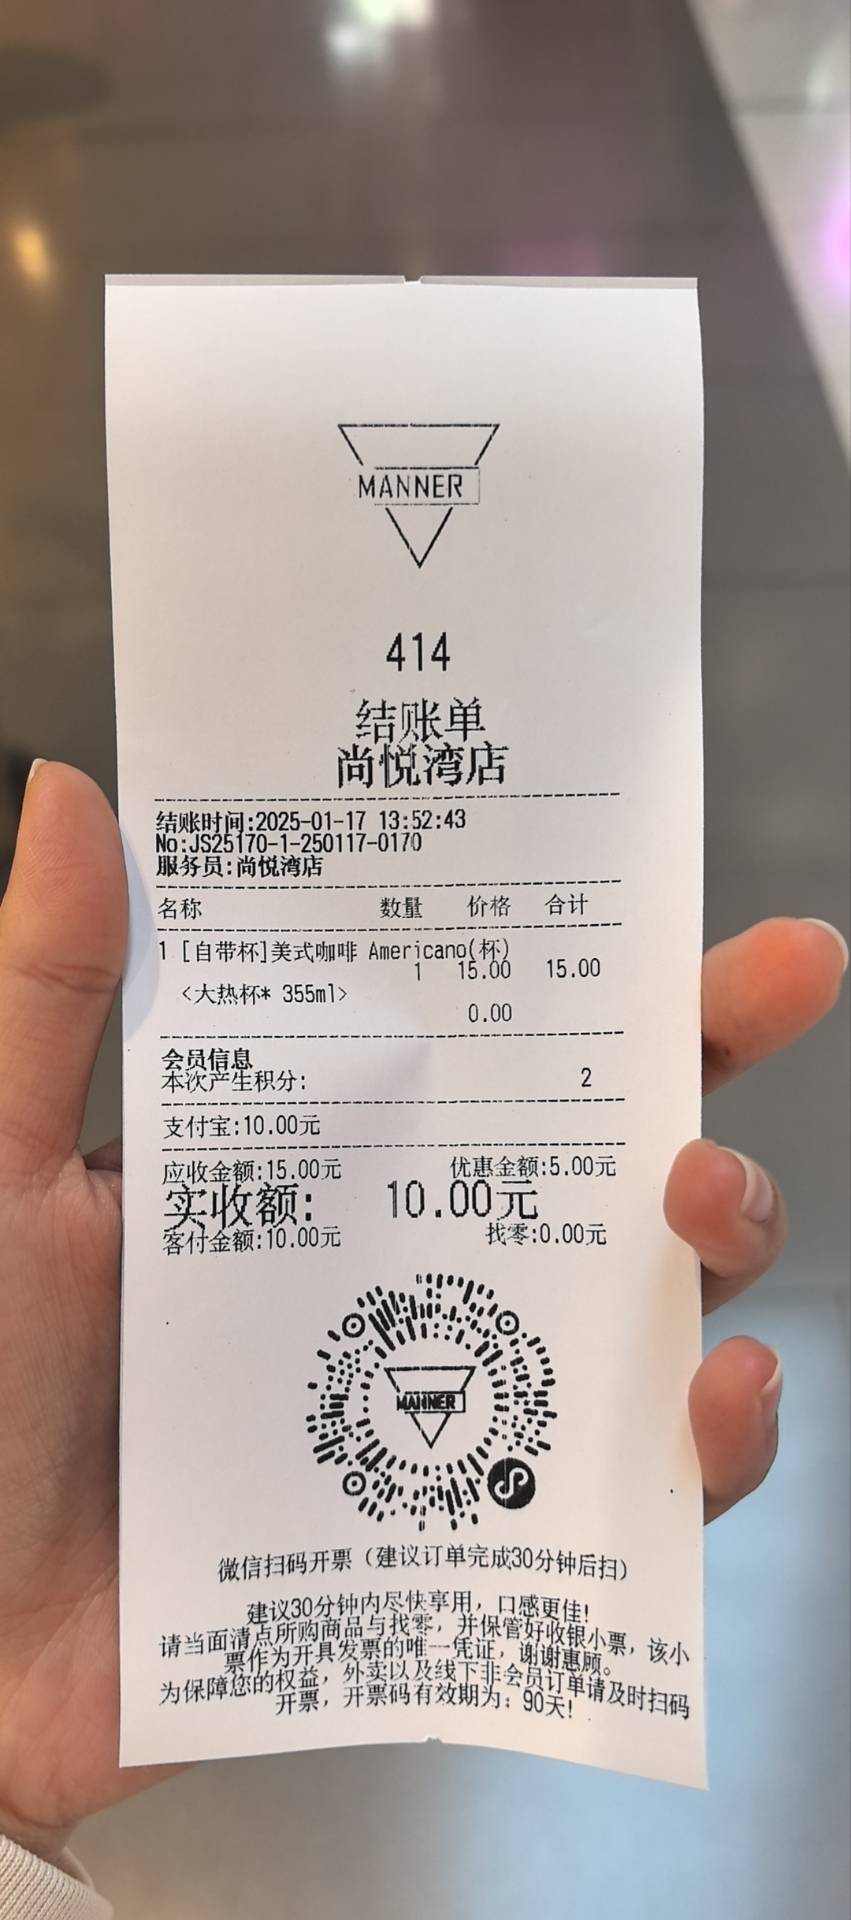 MANNER
414
结账单
尚悦湾店
结账时间:2025-01-17 13:52:43
No:JS25170-1-250117-0170
服务员:尚悦湾店
名称 数量 价格 合计
1 [自带杯]美式咖啡 Americano(杯)
1 15.00 15.00
<大热杯* 355ml>
0.00
会员信息
本次产生积分: 2
支付宝:10.00元
应收金额:15.00元 优惠金额:5.00元
实收额: 10.00元
客付金额:10.00元 找零:0.00元
MANNER
微信扫码开票（建议订单完成30分钟后扫）
建议30分钟内尽快享用，口感更佳!
请当面清点所购商品与找零，并保管好收银小票，该小
票作为开具发票的唯一凭证，谢谢惠顾。
为保障您的权益，外卖以及线下非会员订单请及时扫码
开票，开票码有效期为：90天!